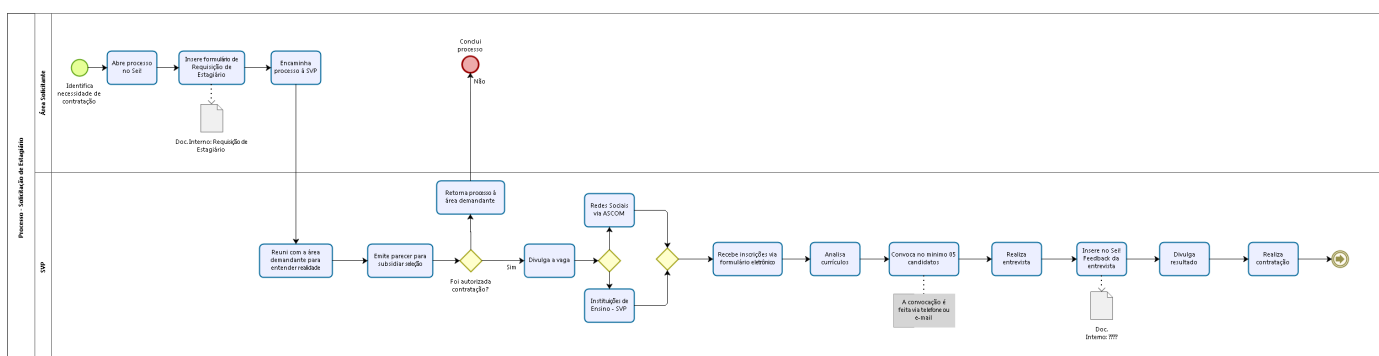 Processo - Solicitação de Estagiário
Área Solicitante
Identifica
necessidade de
contratação
Abre processo
no Sei!
Insere formulário de
Requisição de
Estagiário
Doc.Interno: Requisição de
Estagiário
Encaminha
processo à SVP
Conclui
processo
Não
SVP
Reuni com a área
demandante para
entender realidade
Emite parecer para
subsidiar seleção
Retorna processo à
área demandante
Foi autorizada
contratação?
Sim
Divulga a vaga
Redes Sociais
via ASCOM
Instituições de
Ensino - SVP
Recebe inscrições via
formulário eletrônico
Analisa
currículos
Convoca no mínimo 05
candidatos
A convocação é
feita via telefone ou
e-mail
Realiza
entrevista
Insere no Sei!
Feedback da
entrevista
Doc.
Interno: ????
Divulga
resultado
Realiza
contratação